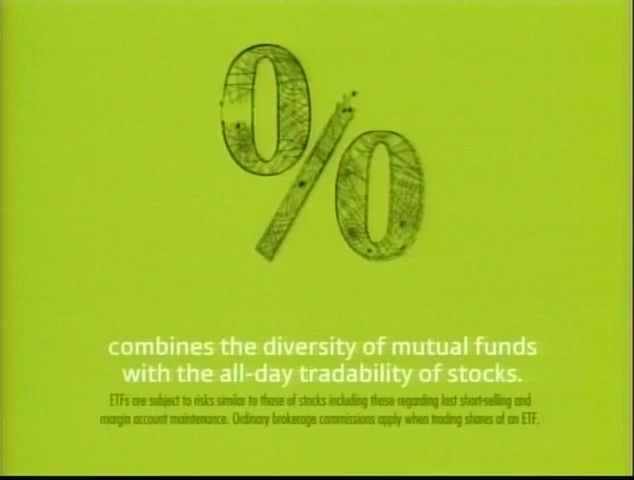 %
combines the diversity of mutual funds
with the all-day tradability of stocks.
ETFs are subject to risks similar to those of stocks including those regarding last short-selling and
margin account maintenance. Ordinary brokerage commissions apply when trading shares of an ETF.